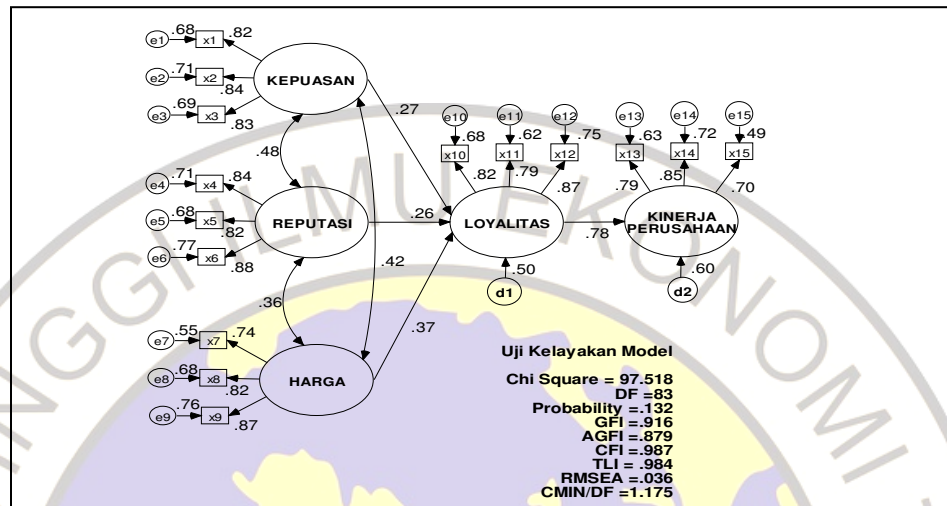 e1 .68 x1 .82
e2 .71 x2 .84
e3 .69 x3 .83
KEPUASAN
.27
.48
e4 .71 x4 .84
e5 .68 x5 .82
e6 .77 x6 .88
REPUTASI
.26
.42
.36
e7 .55 x7 .74
e8 .68 x8 .82
e9 .76 x9 .87
HARGA
.37
e10 e11 e12
.68 .62 .75
x10 x11 x12
.82 .79 .87
LOYALITAS
.50
d1
.78
e13 e14 e15
.63 .72 .49
x13 x14 x15
.79 .85 .70
KINERJA
PERUSAHAAN
.60
d2
Uji Kelayakan Model
Chi Square = 97.518
DF =83
Probability = .132
GFI =.916
AGFI =.879
CFI =.987
TLI = .984
RMSEA =.036
CMIN/DF =1.175
INGGI ILMU EKONOMI